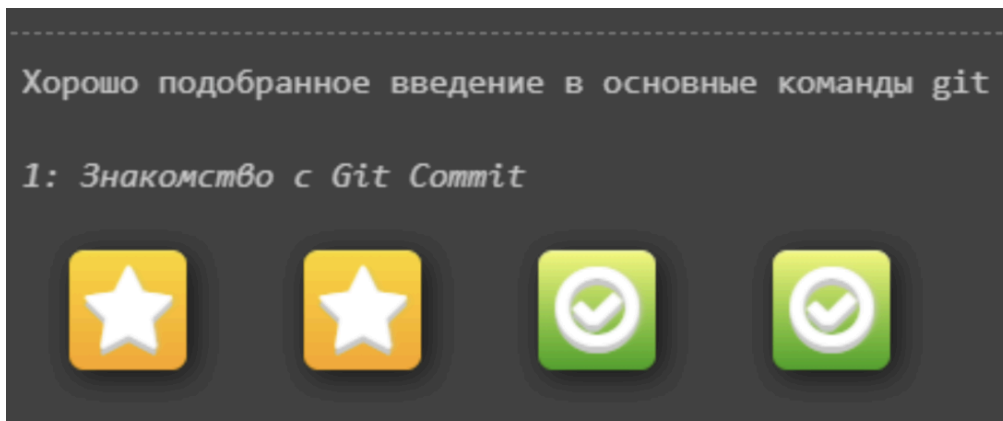 Хорошо подобранное введение в основные команды git
1: Знакомство с Git Commit